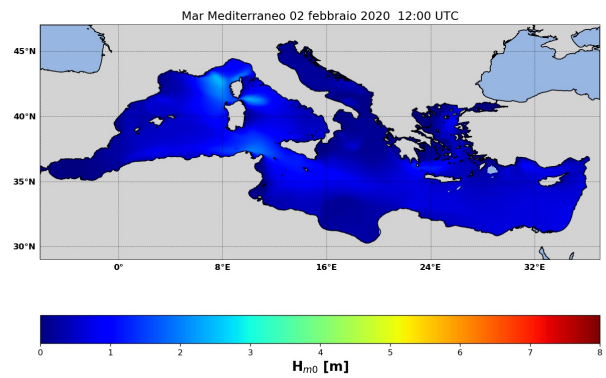 Mar Mediterraneo 02 febbraio 2020 12:00 UTC
45°N
40°N
35°N
30°N
0° 8°E 16°E 24°E 32°E
0 1 2 3 4 5 6 7 8
Hm0 [m]